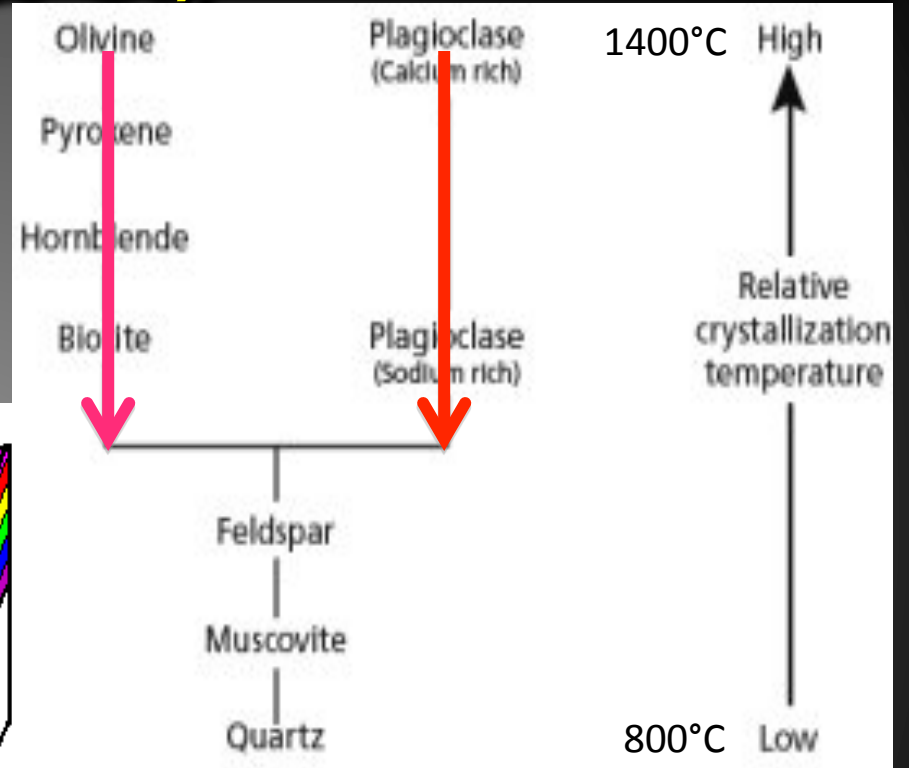 Olivine
Plagioclase
(Calcium rich)
1400°C
High
Pyroxene
Hornblende
Relative
crystallization
temperature
Biotite
Plagioclase
(Sodium rich)
Feldspar
Muscovite
Quartz
800°C
Low